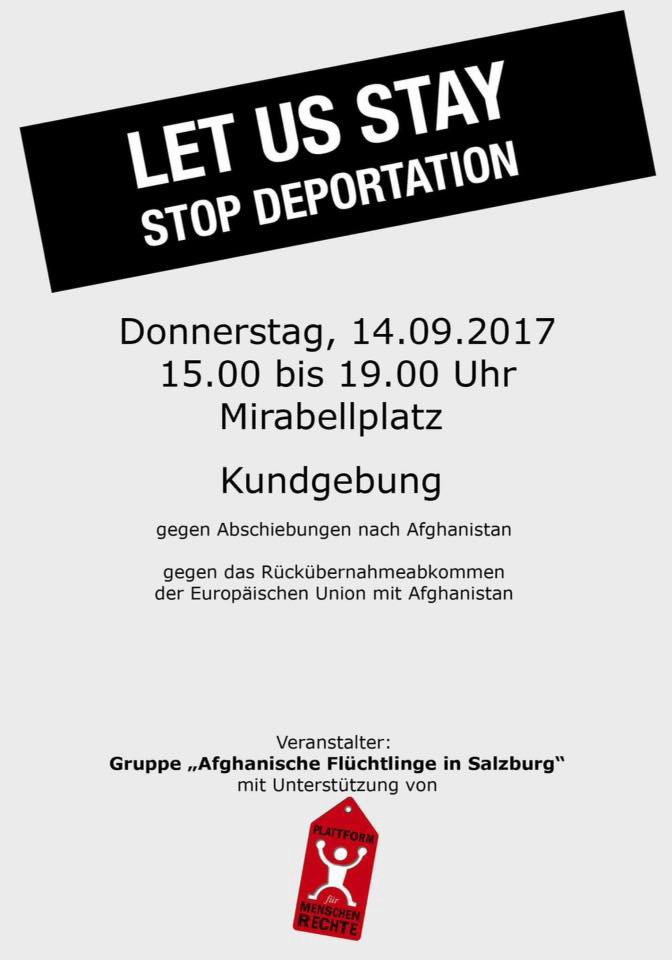 LET US STAY
STOP DEPORTATION
Donnerstag, 14.09.2017
15.00 bis 19.00 Uhr
Mirabellplatz
Kundgebung
gegen Abschiebungen nach Afghanistan
gegen das Rückübernahmeabkommen
der Europäischen Union mit Afghanistan
Veranstalter:
Gruppe „Afghanische Flüchtlinge in Salzburg“
mit Unterstützung von
PLATTFORM
für
MENSCHEN
RECHTE